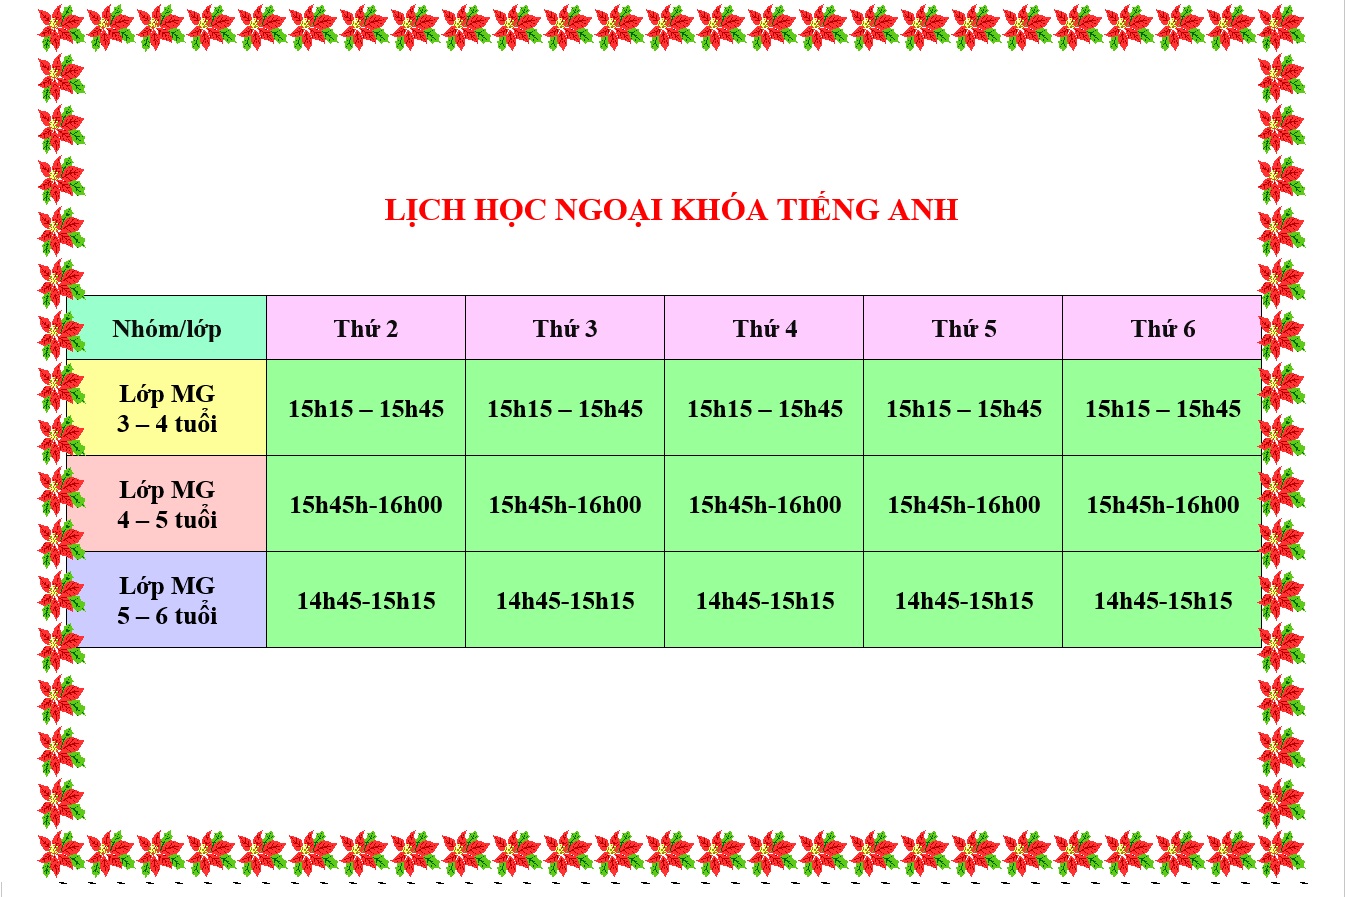 LỊCH HỌC NGOẠI KHÓA TIẾNG ANH
Nhóm/lớp Thứ 2 Thứ 3 Thứ 4 Thứ 5 Thứ 6
Lớp MG
3 – 4 tuổi
15h15 – 15h45 15h15 – 15h45 15h15 – 15h45 15h15 – 15h45 15h15 – 15h45
Lớp MG
4 – 5 tuổi
15h45h-16h00 15h45h-16h00 15h45h-16h00 15h45h-16h00 15h45h-16h00
Lớp MG
5 – 6 tuổi
14h45-15h15 14h45-15h15 14h45-15h15 14h45-15h15 14h45-15h15